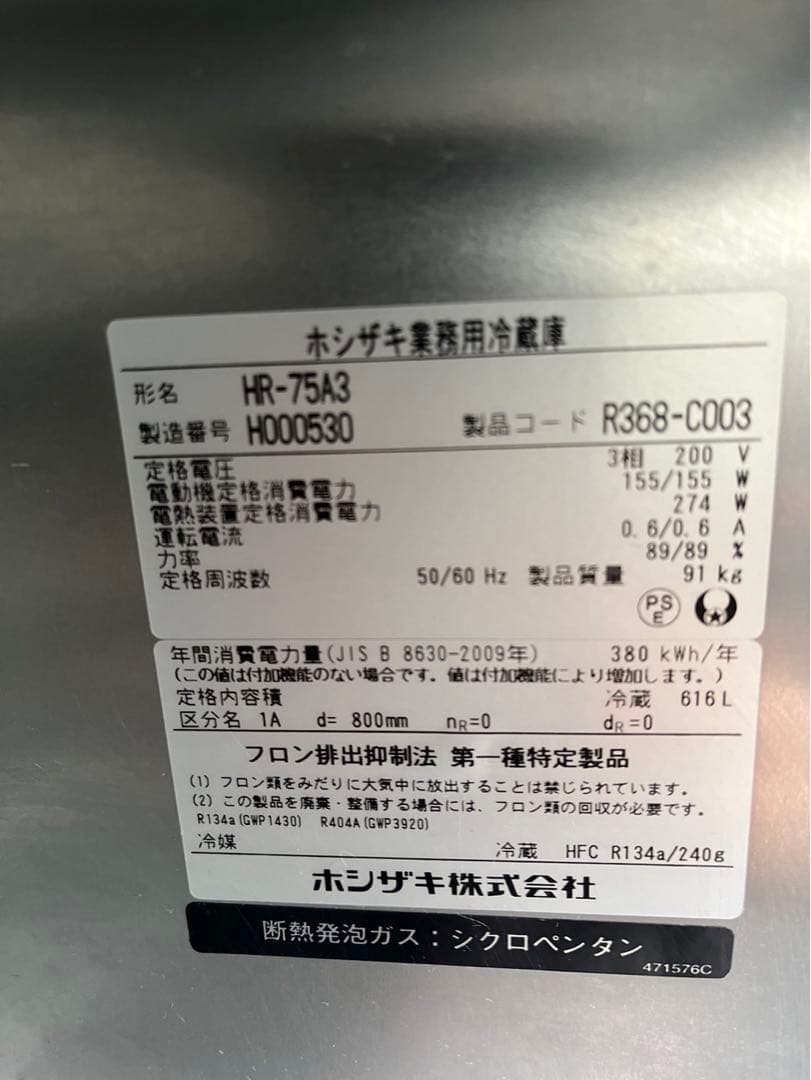 ホシザキ業務用冷蔵庫
形名 HR-75A3
製造番号 H000530 製品コード R368-C003
定格電圧 3相 200 V
電動機定格消費電力 155/155 W
電熱装置定格消費電力 274 W
運転電流 0.6/0.6 A
力率 89/89 %
定格周波数 50/60 Hz 製品質量 91 kg
PS
E
年間消費電力量(JIS B 8630-2009年) 380 kWh/年
(この値は付加機能のない場合です。値は付加機能により増加します。)
定格内容積 冷蔵 616L
区分名 1A d= 800mm nR=0 dR=0
フロン排出抑制法 第一種特定製品
(1) フロン類をみだりに大気中に放出することは禁じられています。
(2) この製品を廃棄・整備する場合には、フロン類の回収が必要です。
R134a(GWP1430) R404A(GWP3920)
冷媒 冷蔵 HFC R134a/240g
ホシザキ株式会社
断熱発泡ガス:シクロペンタン
471576C